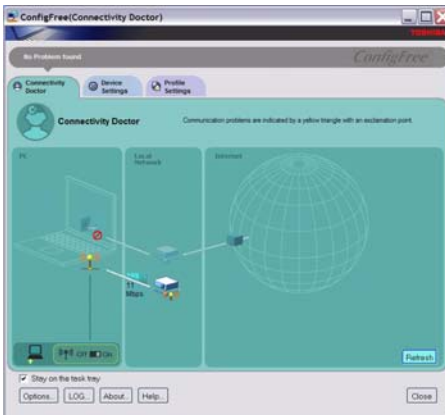 ConfigFree(Connectivity Doctor)
TOSHIBA
No Problem found
ConfigFree
Connectivity Doctor
Device Settings
Profile Settings
Connectivity Doctor
Communication problems are indicated by a yellow triangle with an exclamation point.
PC
Local Network
Internet
11 Mbps
Off On
Refresh
Stay on the task tray
Options..
LOG...
About...
Help...
Close